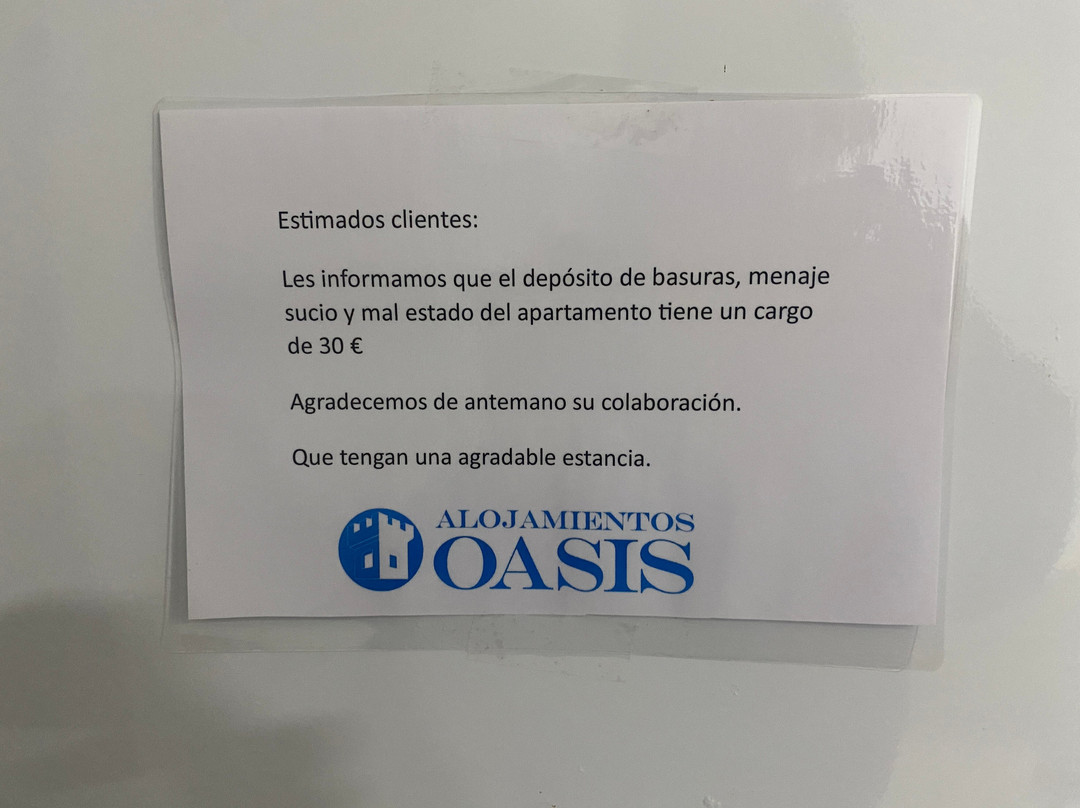 Estimados clientes:
Les informamos que el depósito de basuras, menaje
sucio y mal estado del apartamento tiene un cargo
de 30 €
Agradecemos de antemano su colaboración.
Que tengan una agradable estancia.
ALOJAMIENTOS
OASIS